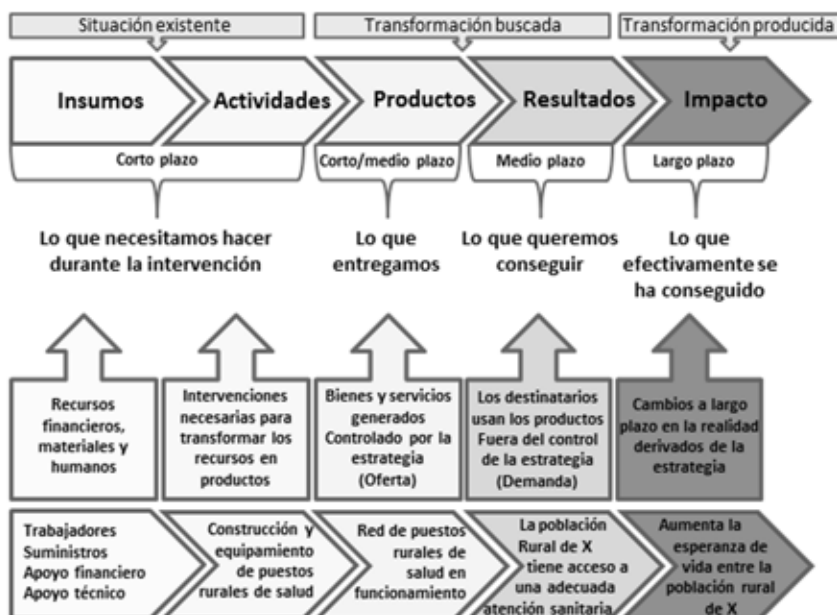 Situación existente
Transformación buscada
Transformación producida
Insumos
Actividades
Productos
Resultados
Impacto
Corto plazo
Corto/medio plazo
Medio plazo
Largo plazo
Lo que necesitamos hacer
durante la intervención
Lo que
entregamos
Lo que queremos
conseguir
Lo que
efectivamente se
ha conseguido
Recursos
financieros,
materiales y
humanos
Intervenciones
necesarias para
transformar los
recursos en
productos
Bienes y servicios
generados
Controlado por la
estrategia
(Oferta)
Los destinatarios
usan los productos
Fuera del control
de la estrategia
(Demanda)
Cambios a largo
plazo en la realidad
derivados de la
estrategia
Trabajadores
Suministros
Apoyo financiero
Apoyo técnico
Construcción y
equipamiento
de puestos
rurales de salud
Red de puestos
rurales de
salud en
funcionamiento
La población
Rural de X
tiene acceso a
una adecuada
atención sanitaria
Aumenta la
esperanza de
vida entre la
población rural
de X